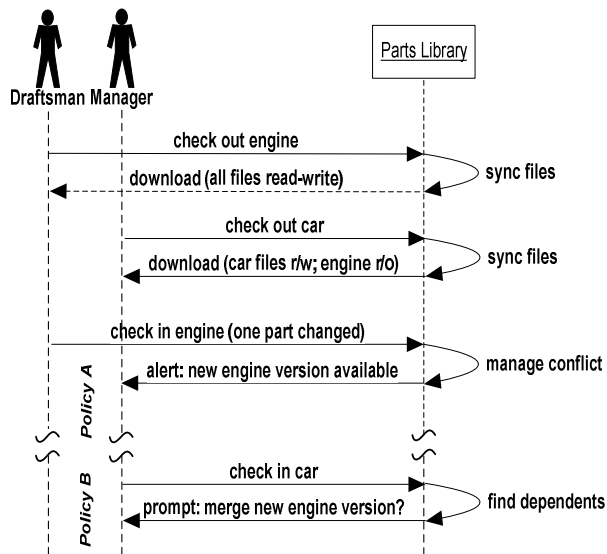 Parts Library
Draftsman Manager
check out engine
sync files
download (all files read-write)
check out car
sync files
download (car files r/w; engine r/o)
check in engine (one part changed)
manage conflict
alert: new engine version available
Policy A
check in car
Policy B
find dependents
prompt: merge new engine version?